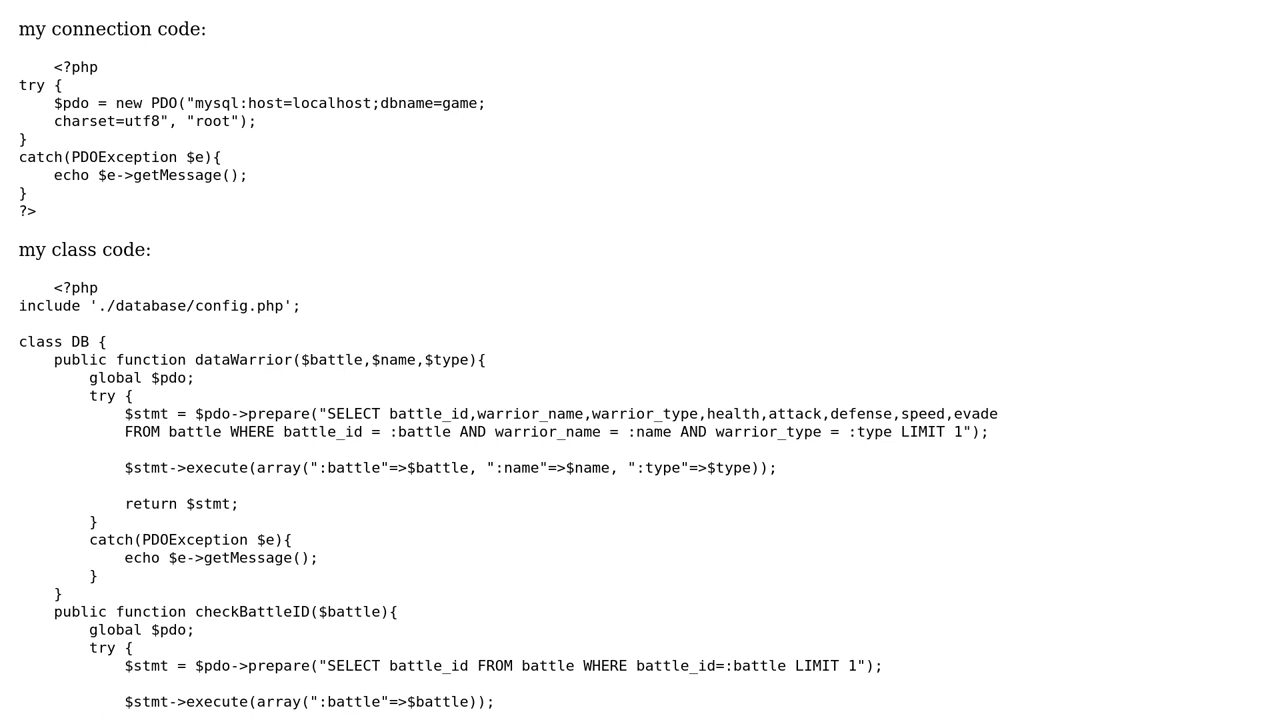 my connection code:
<?php
try {
$pdo = new PDO("mysql:host=localhost;dbname=game;
charset=utf8", "root");
}
catch(PDOException $e){
echo $e->getMessage();
}
?>
my class code:
<?php
include './database/config.php';
class DB {
public function dataWarrior($battle,$name,$type){
global $pdo;
try {
$stmt = $pdo->prepare("SELECT battle_id,warrior_name,warrior_type,health,attack,defense,speed,evade
FROM battle WHERE battle_id = :battle AND warrior_name = :name AND warrior_type = :type LIMIT 1");
$stmt->execute(array(":battle"=>$battle, ":name"=>$name, ":type"=>$type));
return $stmt;
}
catch(PDOException $e){
echo $e->getMessage();
}
}
public function checkBattleID($battle){
global $pdo;
try {
$stmt = $pdo->prepare("SELECT battle_id FROM battle WHERE battle_id=:battle LIMIT 1");
$stmt->execute(array(":battle"=>$battle));